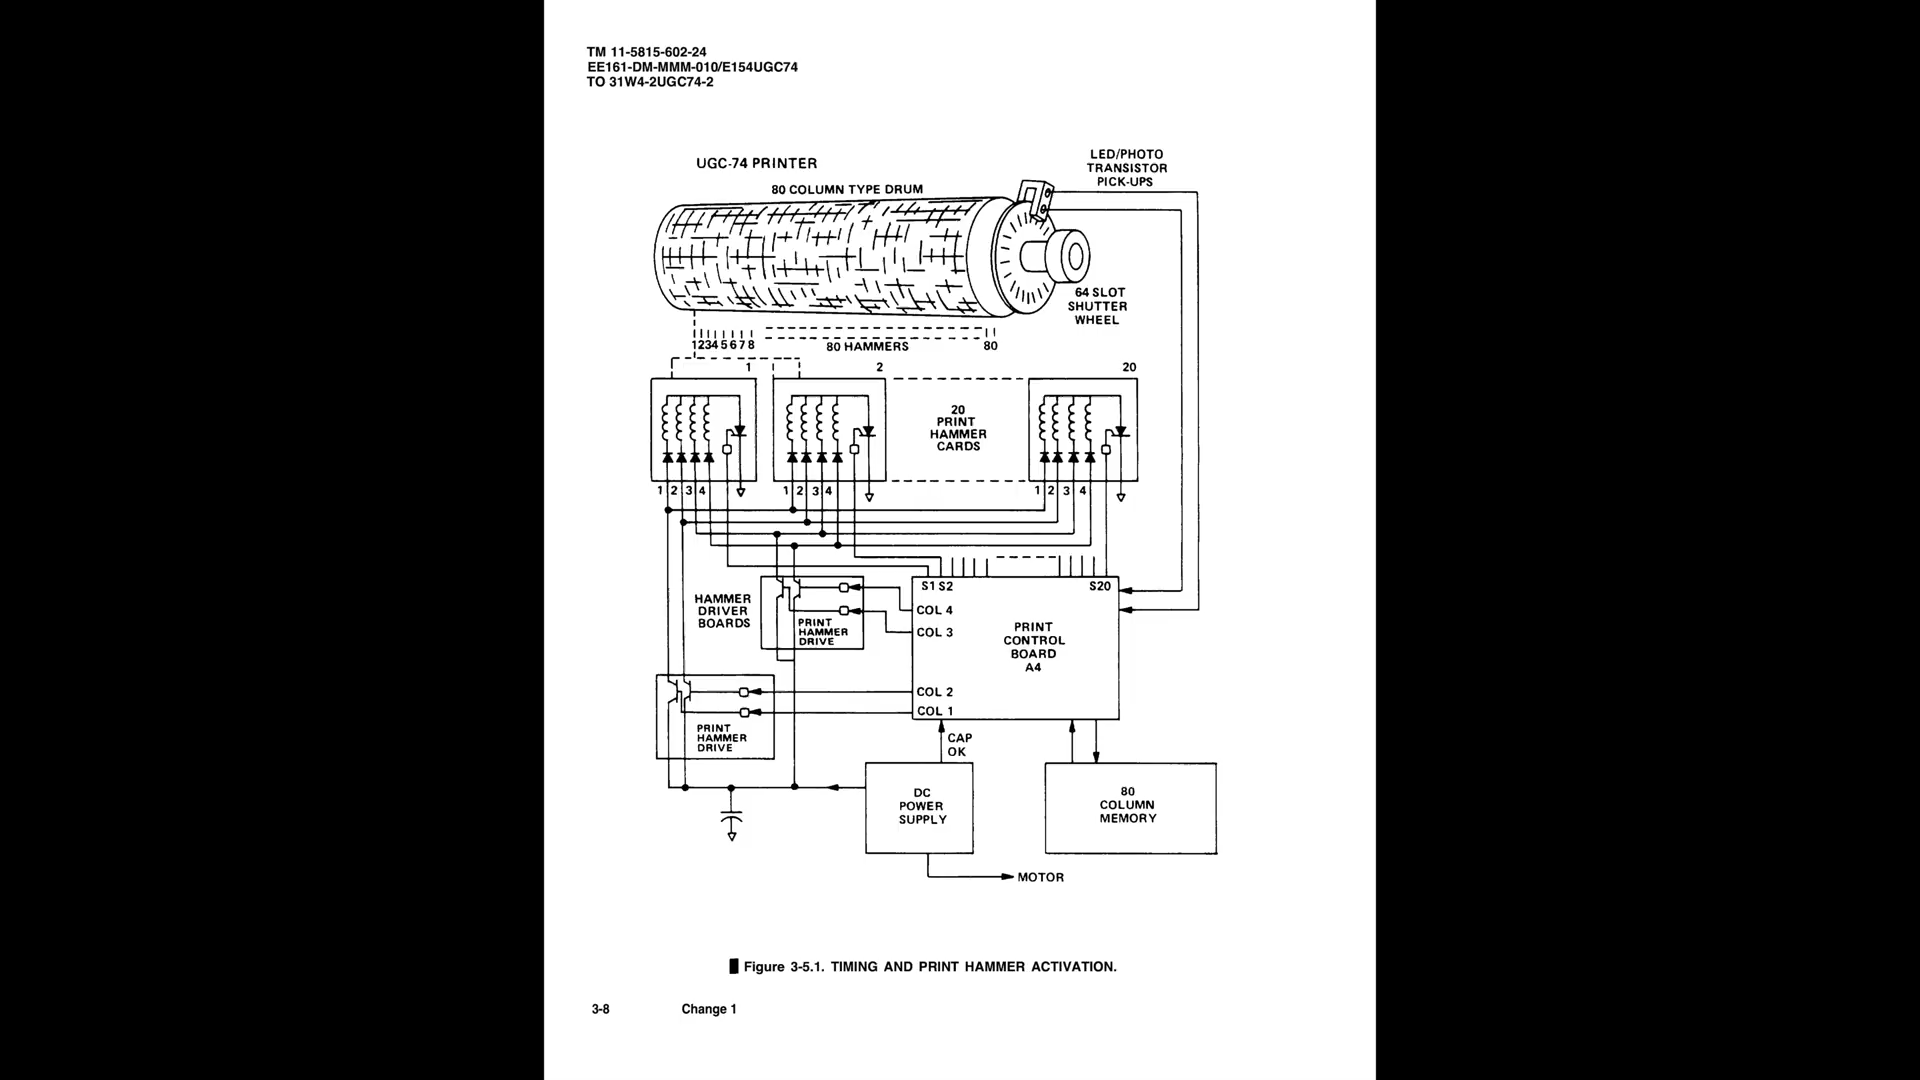 TM 11-5815-602-24
EE161-DM-MMM-010/E154UGC74
TO 31W4-2UGC74-2
UGC-74 PRINTER
LED/PHOTO
TRANSISTOR
PICK-UPS
80 COLUMN TYPE DRUM
64 SLOT
SHUTTER
WHEEL
12345678
80 HAMMERS
80
1
2
20
20
PRINT
HAMMER
CARDS
1 2 3 4
1 2 3 4
1 2 3 4
S1 S2
S20
HAMMER
DRIVER
BOARDS
PRINT
HAMMER
DRIVE
COL 4
COL 3
PRINT
CONTROL
BOARD
A4
COL 2
COL 1
PRINT
HAMMER
DRIVE
CAP
OK
DC
POWER
SUPPLY
80
COLUMN
MEMORY
MOTOR
Figure 3-5.1. TIMING AND PRINT HAMMER ACTIVATION.
3-8 Change 1